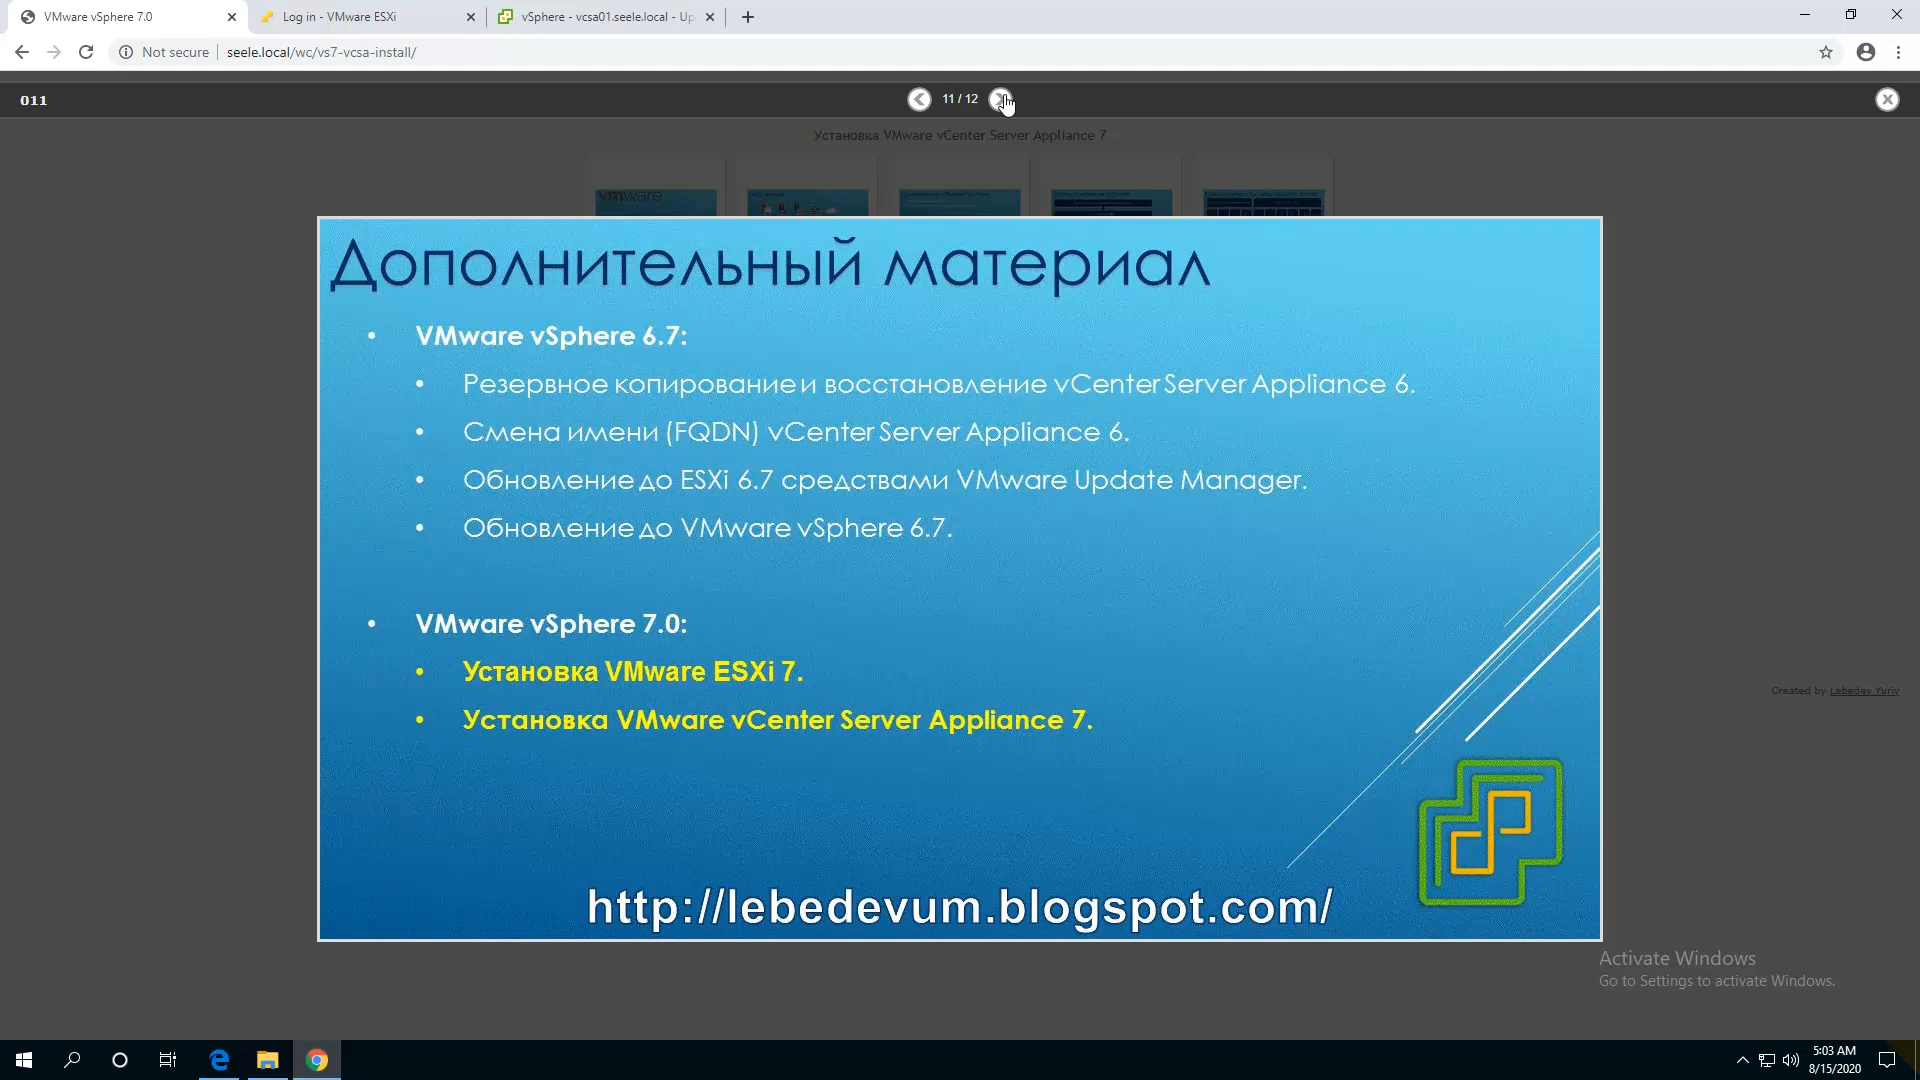 VMware vSphere 7.0
Log in - VMware ESXi
vSphere - vcsa01.seele.local - Up
Not secure
seele.local/wc/vs7-vcsa-install/
011
11 / 12
Установка VMware vCenter Server Appliance 7
vmware
Дополнительный материал
• VMware vSphere 6.7:
• Резервное копирование и восстановление vCenter Server Appliance 6.
• Смена имени (FQDN) vCenter Server Appliance 6.
• Обновление до ESXi 6.7 средствами VMware Update Manager.
• Обновление до VMware vSphere 6.7.
• VMware vSphere 7.0:
• Установка VMware ESXi 7.
• Установка VMware vCenter Server Appliance 7.
http://lebedevum.blogspot.com/
Created by Lebedev Yuriy
Activate Windows
Go to Settings to activate Windows.
5:03 AM
8/15/2020